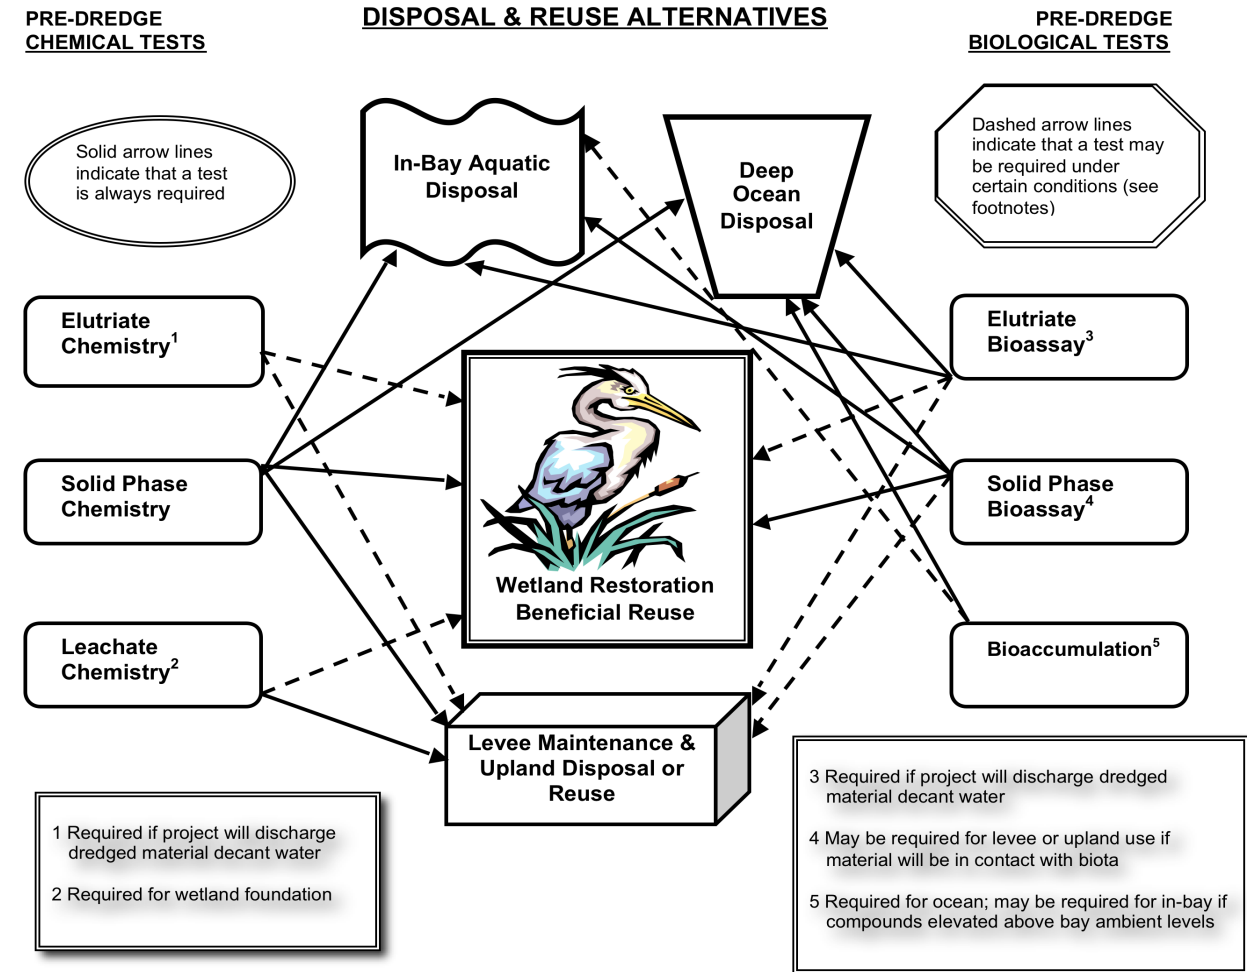 PRE-DREDGE
CHEMICAL TESTS
DISPOSAL & REUSE ALTERNATIVES
PRE-DREDGE
BIOLOGICAL TESTS
Solid arrow lines
indicate that a test
is always required
In-Bay Aquatic
Disposal
Deep
Ocean
Disposal
Dashed arrow lines
indicate that a test may
be required under
certain conditions (see
footnotes)
Elutriate
Chemistry1
Elutriate
Bioassay3
Solid Phase
Chemistry
Solid Phase
Bioassay4
Wetland Restoration
Beneficial Reuse
Leachate
Chemistry2
Bioaccumulation5
Levee Maintenance &
Upland Disposal or
Reuse
1 Required if project will discharge
dredged material decant water
2 Required for wetland foundation
3 Required if project will discharge dredged
material decant water
4 May be required for levee or upland use if
material will be in contact with biota
5 Required for ocean; may be required for in-bay if
compounds elevated above bay ambient levels